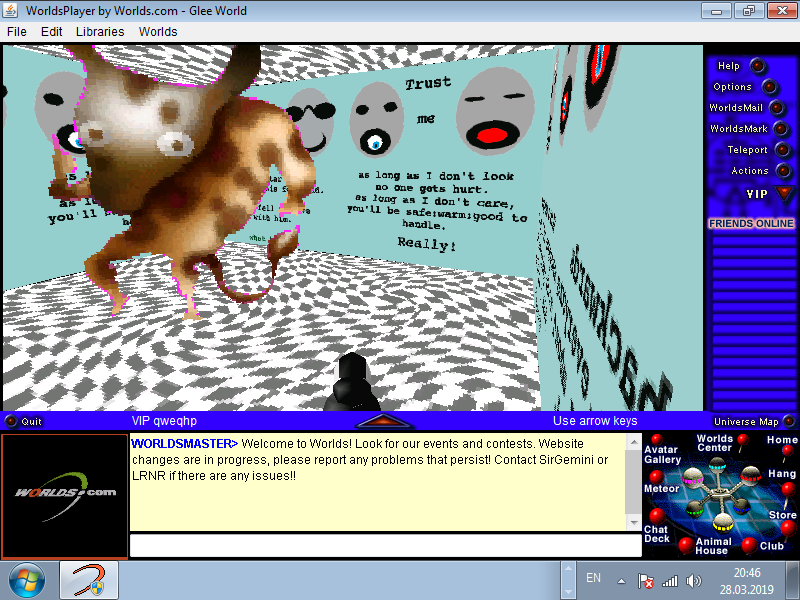 WorldsPlayer by Worlds.com - Glee World
File Edit Libraries Worlds
Trust
me
as long as I don't look
no one gets hurt.
as long as I don't care,
you'll be safe;warm;good to
handle.
Really!
you'll b
with him.
Help
Options
WorldsMail
WorldsMark
Teleport
Actions
VIP
FRIENDS ONLINE
Quit
VIP qweqhp
Use arrow keys
Universe Map
WORLDS.com
WORLDSMASTER> Welcome to Worlds! Look for our events and contests. Website
changes are in progress, please report any problems that persist! Contact SirGemini or
LRNR if there are any issues!!
Avatar
Gallery
Worlds
Center
Home
Meteor
Hang
Chat
Deck
Animal
House
Store
Club
EN
20:46
28.03.2019